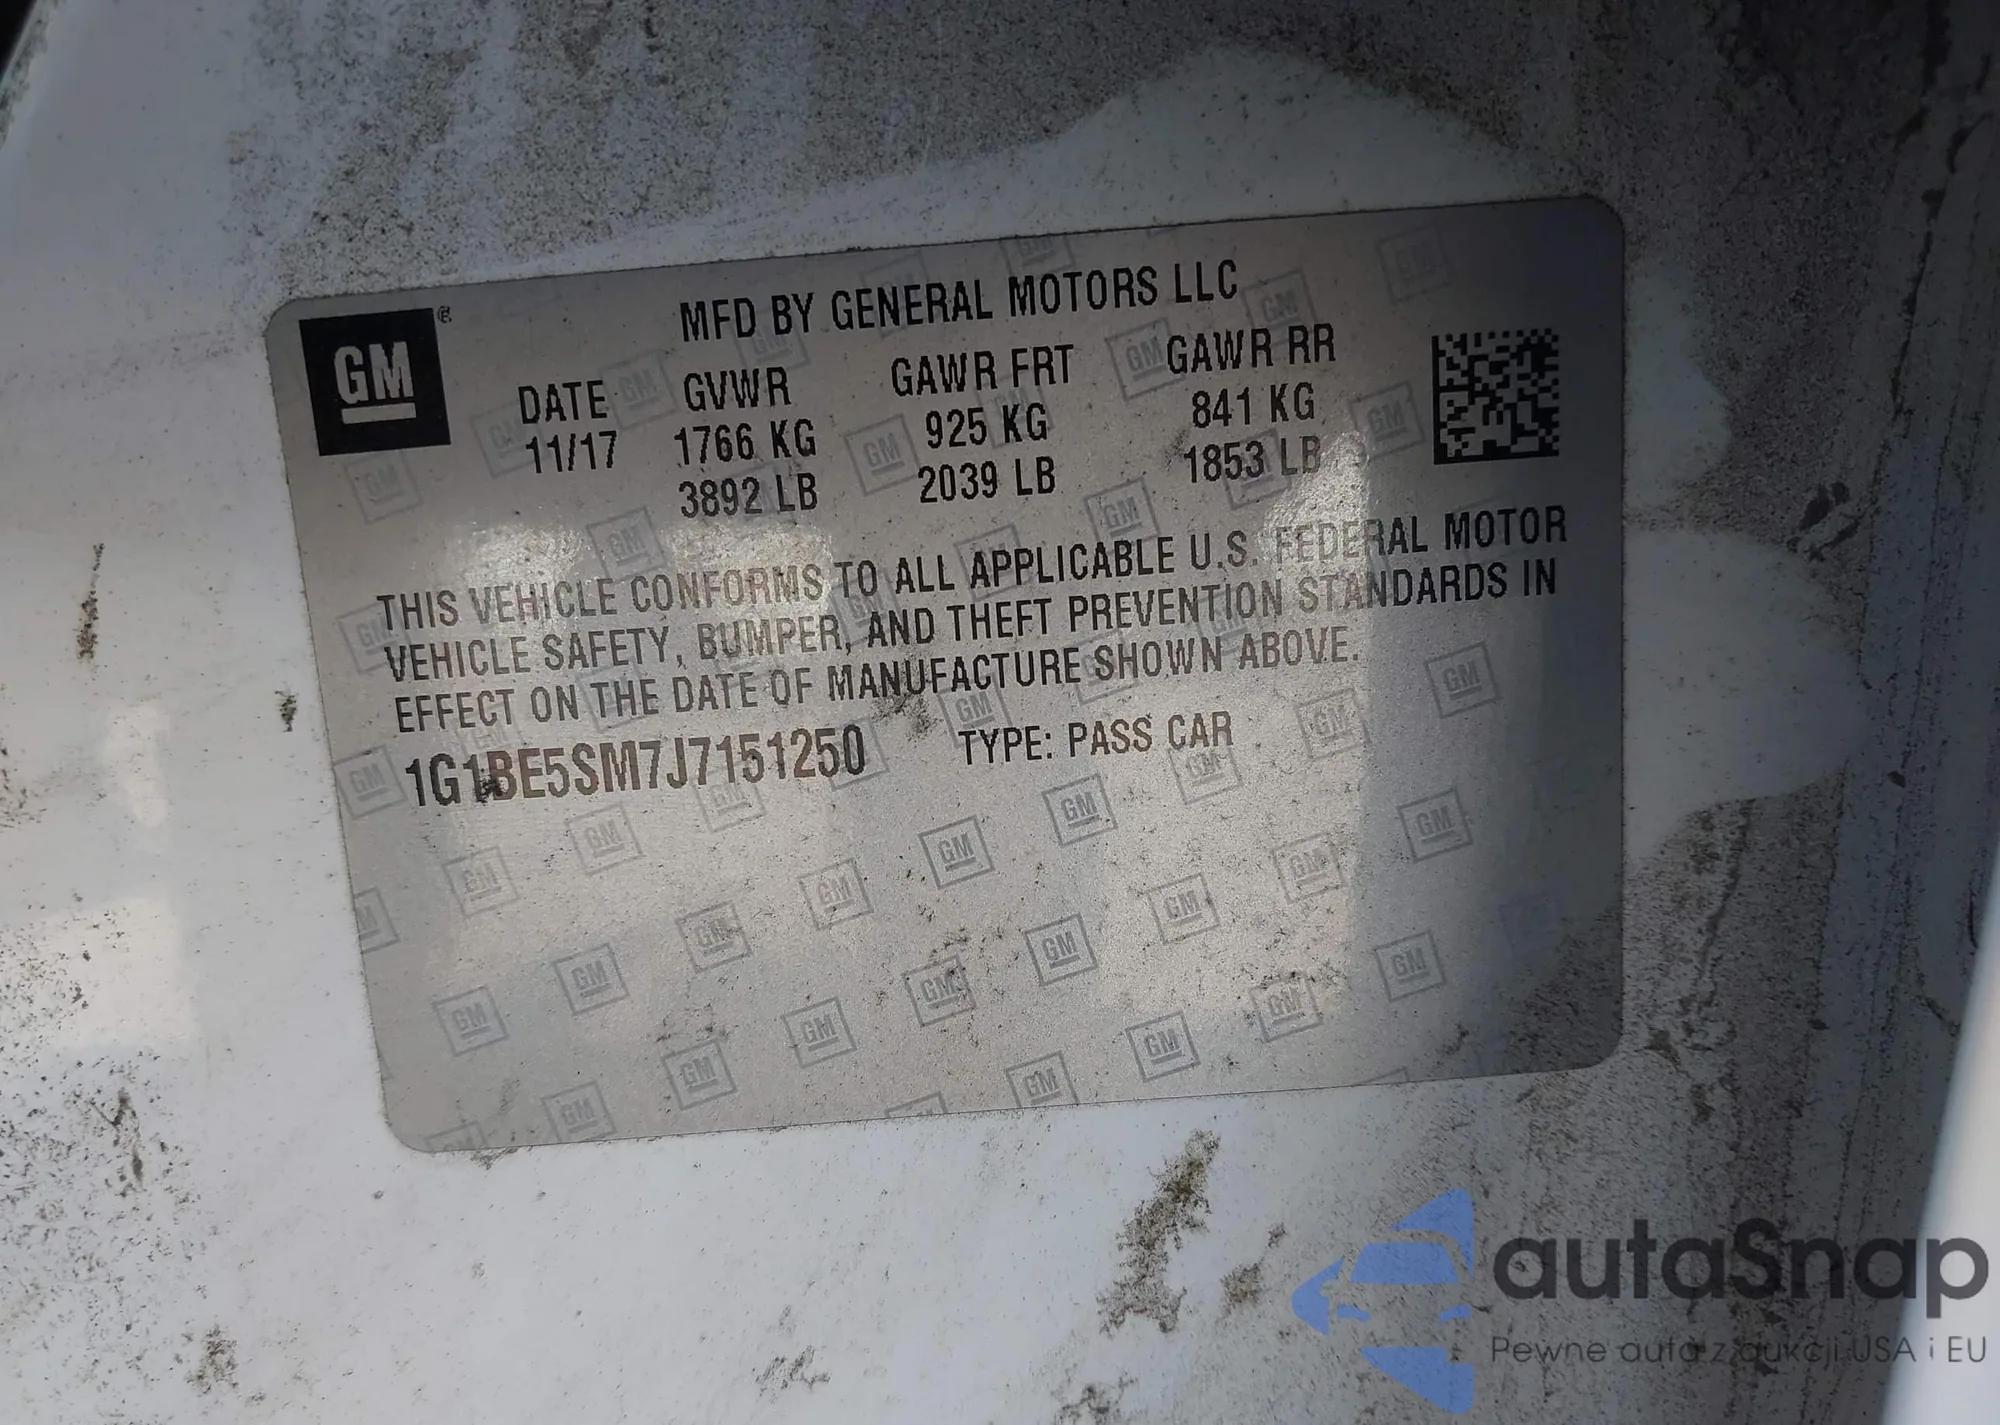 GM
MFD BY GENERAL MOTORS LLC
DATE GVWR GAWR FRT GAWR RR
11/17 1766 KG 925 KG 841 KG
3892 LB 2039 LB 1853 LB
THIS VEHICLE CONFORMS TO ALL APPLICABLE U.S. FEDERAL MOTOR
VEHICLE SAFETY, BUMPER, AND THEFT PREVENTION STANDARDS IN
EFFECT ON THE DATE OF MANUFACTURE SHOWN ABOVE.
1G1BE5SM7J7151250 TYPE: PASS CAR
autaSnap
Pewne auta z aukcji USA i EU